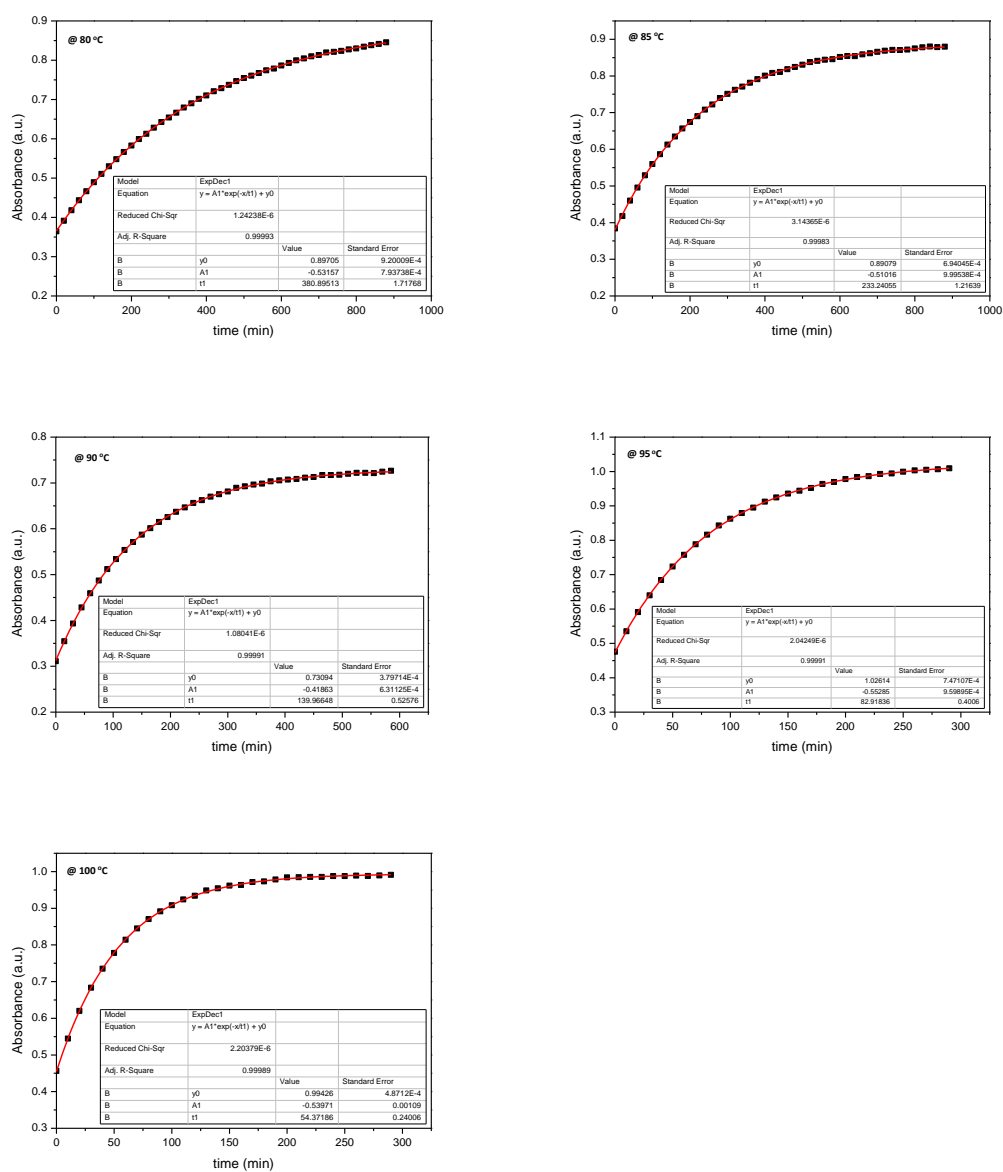 @ 80 °C
0.9
0.8
0.7
0.6
0.5
0.4
0.3
0.2
Absorbance (a.u.)
Model ExpDec1
Equation y = A1*exp(-x/t1) + y0
Reduced Chi-Sqr 1.24238E-6
Adj. R-Square 0.99993
Value Standard Error
B y0 0.89705 9.20009E-4
B A1 -0.53157 7.93738E-4
B t1 380.89513 1.71768
0 200 400 600 800 1000
time (min)
@ 85 °C
0.9
0.8
0.7
0.6
0.5
0.4
0.3
0.2
Absorbance (a.u.)
Model ExpDec1
Equation y = A1*exp(-x/t1) + y0
Reduced Chi-Sqr 3.14365E-6
Adj. R-Square 0.99983
Value Standard Error
B y0 0.89079 6.94045E-4
B A1 -0.51016 9.99538E-4
B t1 233.24055 1.21639
0 200 400 600 800 1000
time (min)
@ 90 °C
0.8
0.7
0.6
0.5
0.4
0.3
0.2
Absorbance (a.u.)
Model ExpDec1
Equation y = A1*exp(-x/t1) + y0
Reduced Chi-Sqr 1.08041E-6
Adj. R-Square 0.99991
Value Standard Error
B y0 0.73094 3.79714E-4
B A1 -0.41863 6.31125E-4
B t1 139.96648 0.52576
0 100 200 300 400 500 600
time (min)
@ 95 °C
1.1
1.0
0.9
0.8
0.7
0.6
0.5
0.4
0.3
Absorbance (a.u.)
Model ExpDec1
Equation y = A1*exp(-x/t1) + y0
Reduced Chi-Sqr 2.04249E-6
Adj. R-Square 0.99991
Value Standard Error
B y0 1.02614 7.47107E-4
B A1 -0.55285 9.59895E-4
B t1 82.91836 0.4006
0 50 100 150 200 250 300
time (min)
@ 100 °C
1.0
0.9
0.8
0.7
0.6
0.5
0.4
0.3
Absorbance (a.u.)
Model ExpDec1
Equation y = A1*exp(-x/t1) + y0
Reduced Chi-Sqr 2.20379E-6
Adj. R-Square 0.99989
Value Standard Error
B y0 0.99426 4.8712E-4
B A1 -0.53971 0.00109
B t1 54.37186 0.24006
0 50 100 150 200 250 300
time (min)